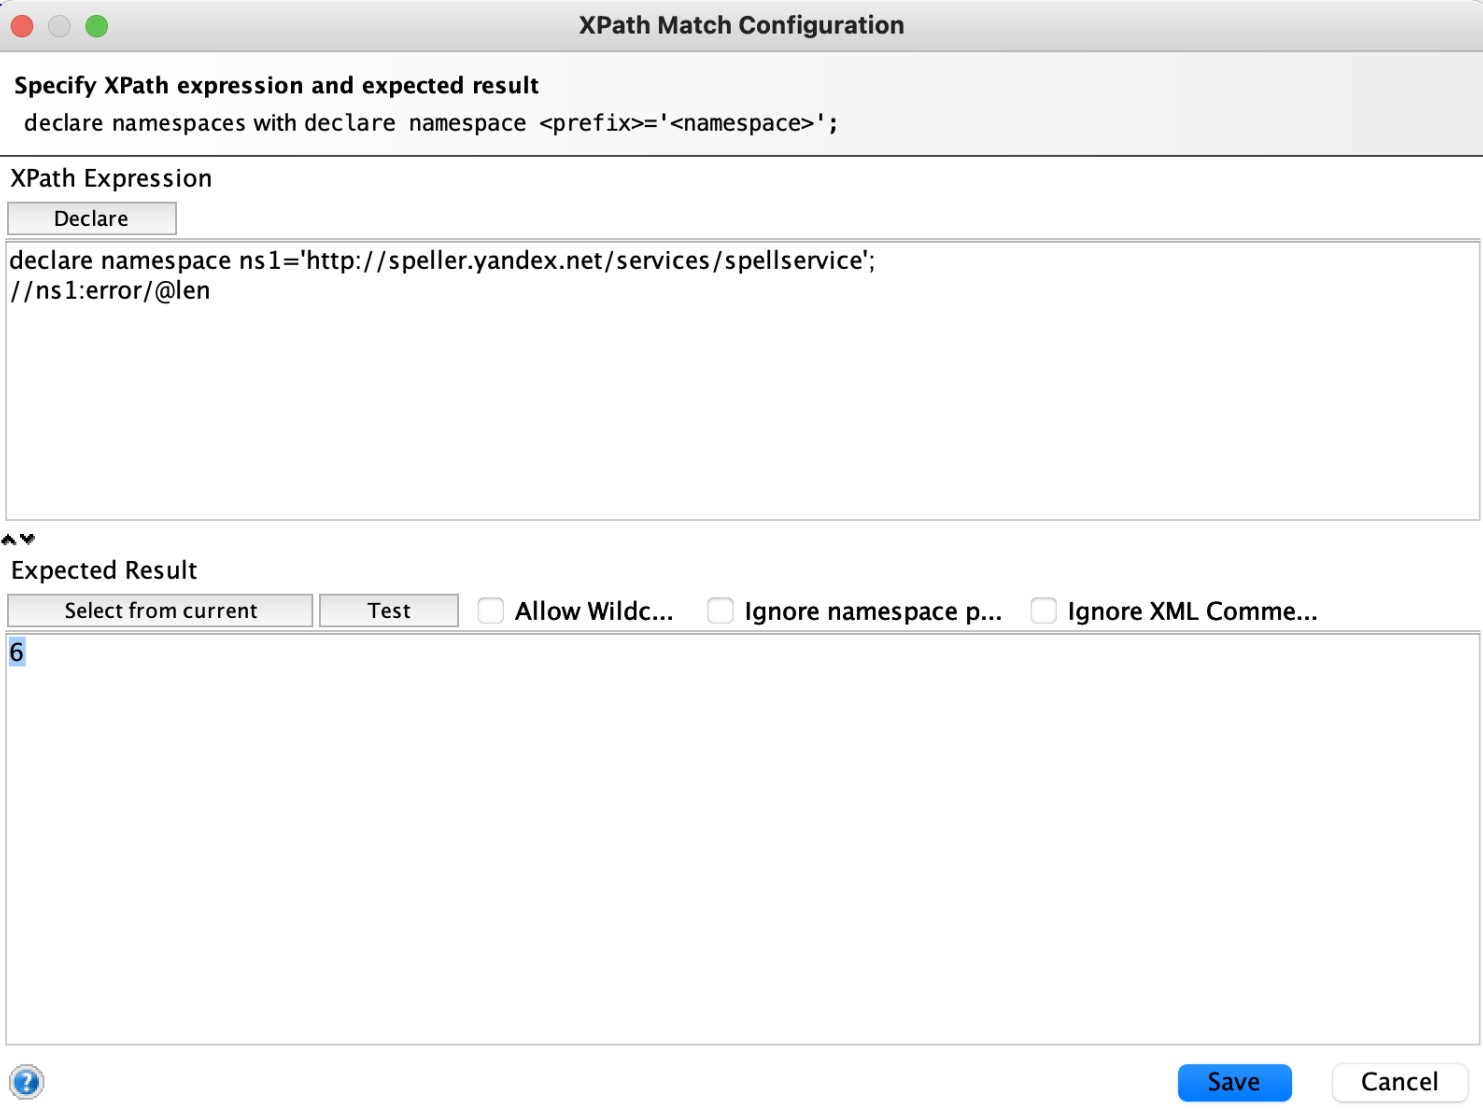 XPath Match Configuration
Specify XPath expression and expected result
declare namespaces with declare namespace <prefix>='<namespace>';
XPath Expression
Declare
declare namespace ns1='http://speller.yandex.net/services/spellservice';
//ns1:error/@len
Expected Result
Select from current Test Allow Wildc... Ignore namespace p... Ignore XML Comme...
6
? Save Cancel